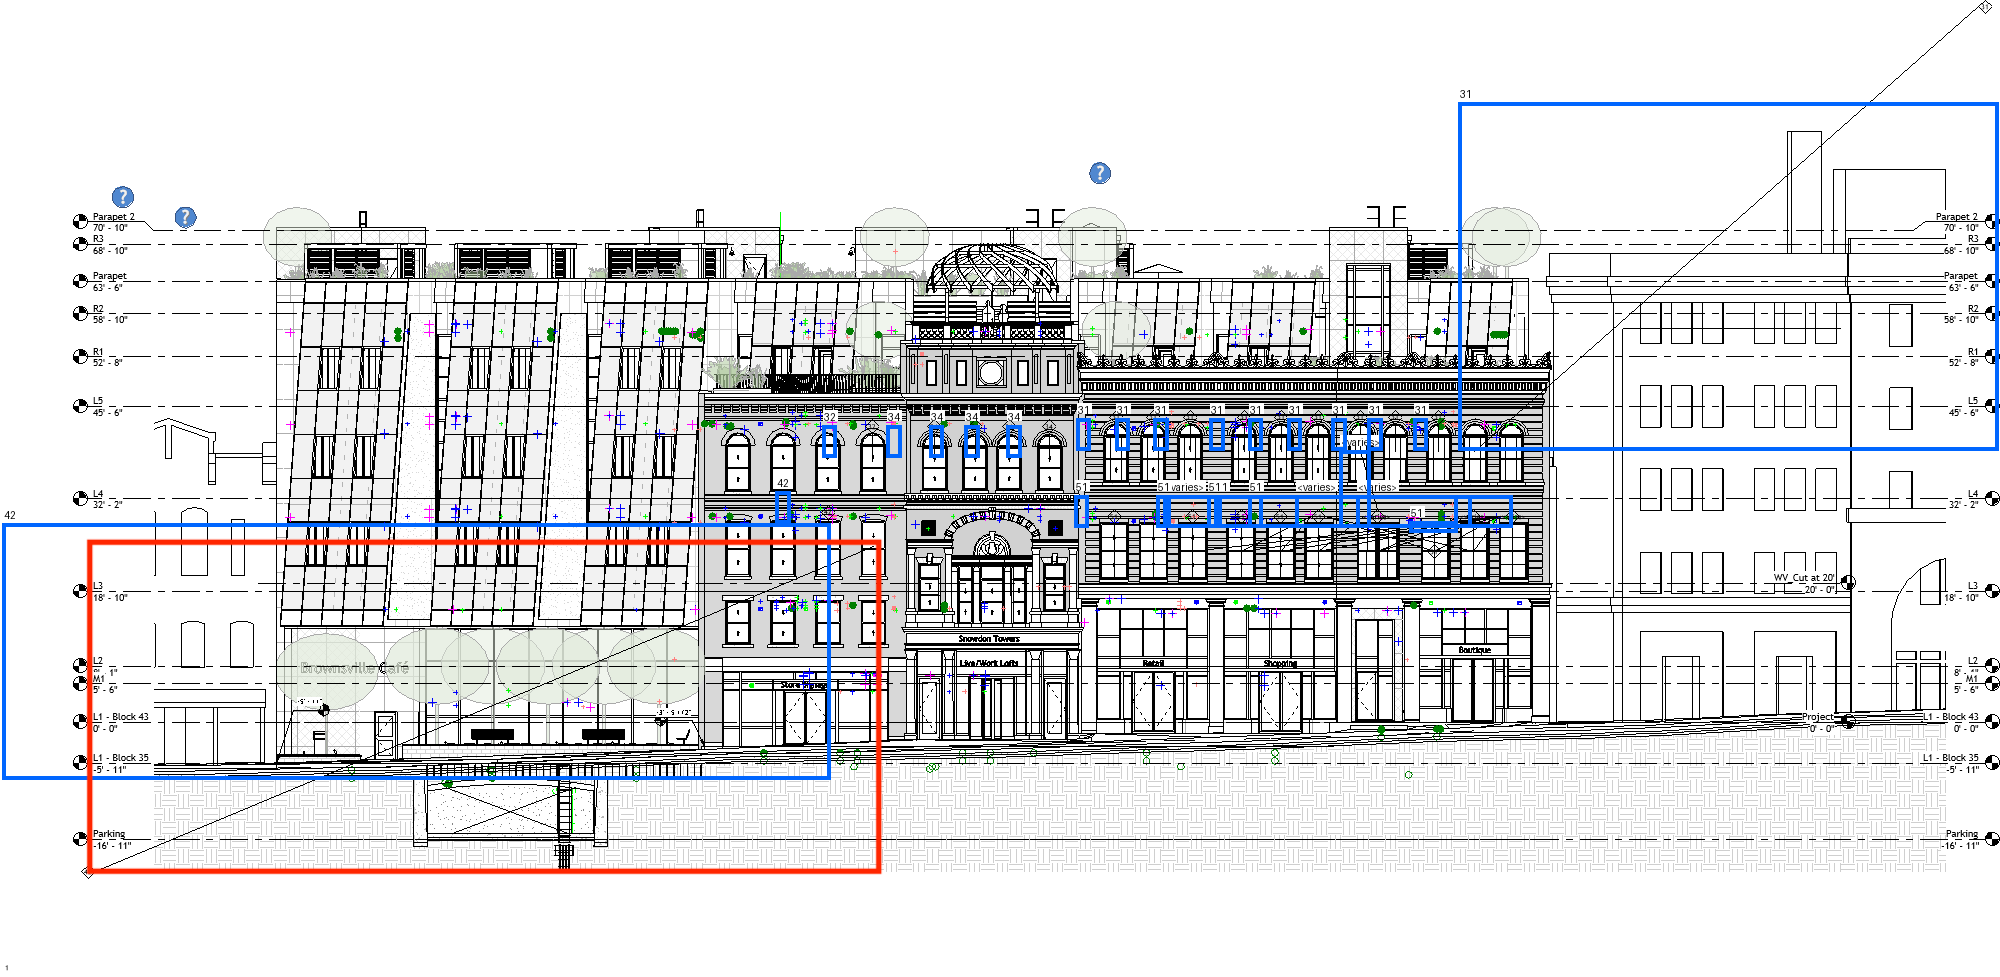 31
Parapet 2
70' - 10"
R3
68' - 10"
Parapet
63' - 6"
R2
58' - 10"
R1
52' - 8"
L5
45' - 6"
L4
32' - 2"
42
L3
18' - 10"
L2
M1
5' - 6"
L1 - Block 43
0' - 0"
L1 - Block 35
-5' - 11"
Parking
-16' - 11"
32
34
34
34
34
31
31
31
31
31
31
31
31
31
<varies>
42
51
51
varies>
511
51
<varies>
<varies>
51
Brownsville Café
Snowdon Towers
Live/Work Lofts
Retail
Shopping
Boutique
Parapet 2
70' - 10"
R3
68' - 10"
Parapet
63' - 6"
R2
58' - 10"
R1
52' - 8"
L5
45' - 6"
L4
32' - 2"
WV_Cut at 20'
20' - 0"
L3
18' - 10"
L2
M1
5' - 6"
Project
0' - 0"
L1 - Block 43
0' - 0"
L1 - Block 35
-5' - 11"
Parking
-16' - 11"
1